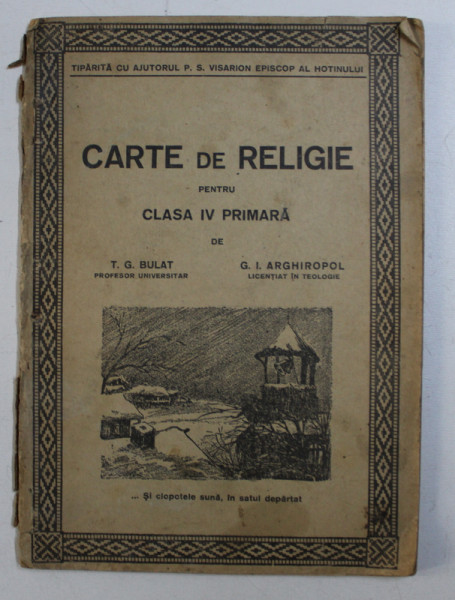 TIPĂRITĂ CU AJUTORUL P. S. VISARION EPISCOP AL HOTINULUI
CARTE DE RELIGIE
PENTRU
CLASA IV PRIMARĂ
DE
T. G. BULAT
PROFESOR UNIVERSITAR
G. I. ARGHIROPOL
LICENȚIAT ÎN TEOLOGIE
... Și clopotele sună, în satul depărtat